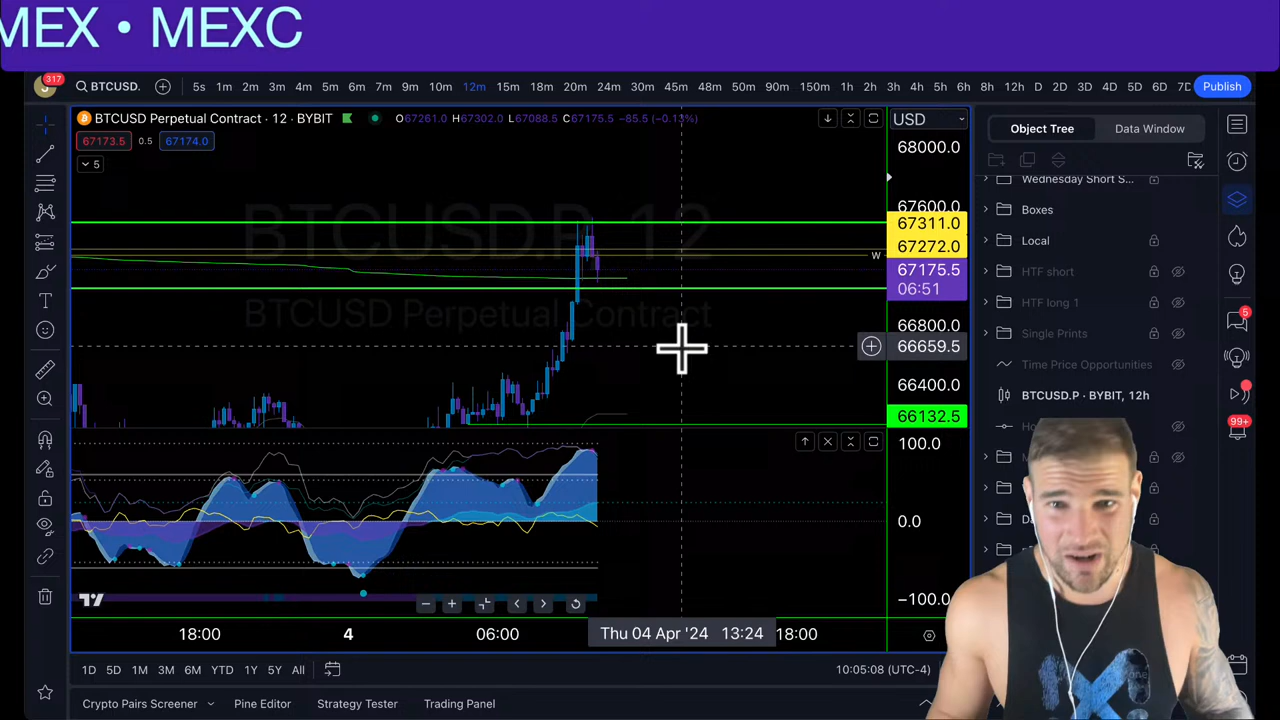 MEX • MEXC
317
BTCUSD.
5s 1m 2m 3m 4m 5m 6m 7m 9m 10m 12m 15m 18m 20m 24m 30m 45m 48m 50m 90m 150m 1h 2h 3h 4h 5h 6h 8h 12h D 2D 3D 4D 5D 6D 7D
Publish
BTCUSD Perpetual Contract · 12 · BYBIT
O67261.0 H67302.0 L67088.5 C67175.5 −85.5 (−0.13%)
67173.5 0.5 67174.0
5
USD
68000.0
67600.0
67311.0
67272.0
W
67175.5
06:51
66800.0
66659.5
66400.0
66132.5
BTCUSD.P 12
BTCUSD Perpetual Contract
100.0
0.0
−100.0
18:00 4 06:00 Thu 04 Apr '24 13:24 18:00
1D 5D 1M 3M 6M YTD 1Y 5Y All
10:05:08 (UTC-4)
Crypto Pairs Screener Pine Editor Strategy Tester Trading Panel
Object Tree Data Window
Wednesday Short S...
Boxes
Local
HTF short
HTF long 1
Single Prints
Time Price Opportunities
BTCUSD.P · BYBIT, 12h
5
99+